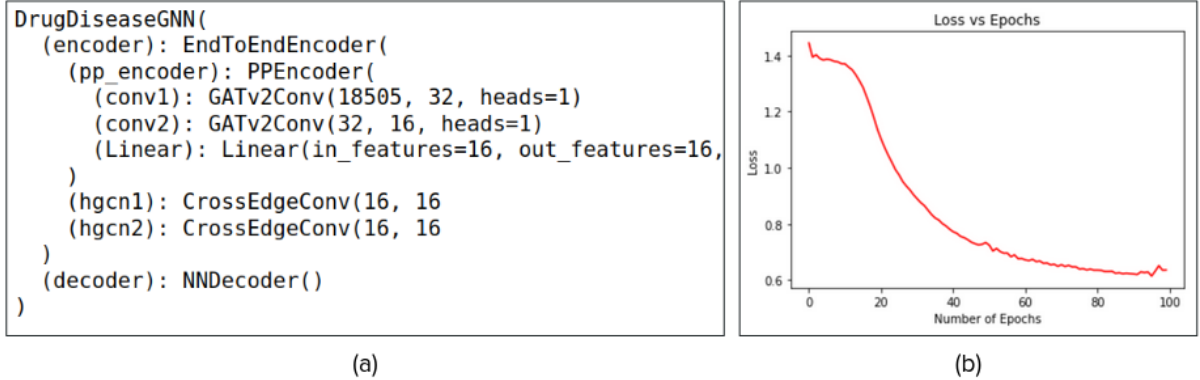 DrugDiseaseGNN(
(encoder): EndToEndEncoder(
(pp_encoder): PPEncoder(
(conv1): GATv2Conv(18505, 32, heads=1)
(conv2): GATv2Conv(32, 16, heads=1)
(Linear): Linear(in_features=16, out_features=16,
)
(hgcn1): CrossEdgeConv(16, 16
(hgcn2): CrossEdgeConv(16, 16
)
(decoder): NNDecoder()
)
(a)
Loss vs Epochs
Loss
1.4
1.2
1.0
0.8
0.6
0 20 40 60 80 100
Number of Epochs
(b)